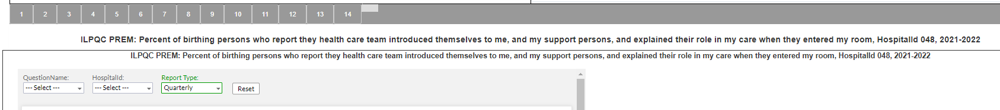 1 2 3 4 5 6 7 8 9 10 11 12 13 14
ILPQC PREM: Percent of birthing persons who report they health care team introduced themselves to me, and my support persons, and explained their role in my care when they entered my room, HospitalId 048, 2021-2022
ILPQC PREM: Percent of birthing persons who report they health care team introduced themselves to me, and my support persons, and explained their role in my care when they entered my room, HospitalId 048, 2021-2022
QuestionName: HospitalId: Report Type:
--- Select --- --- Select --- Quarterly Reset